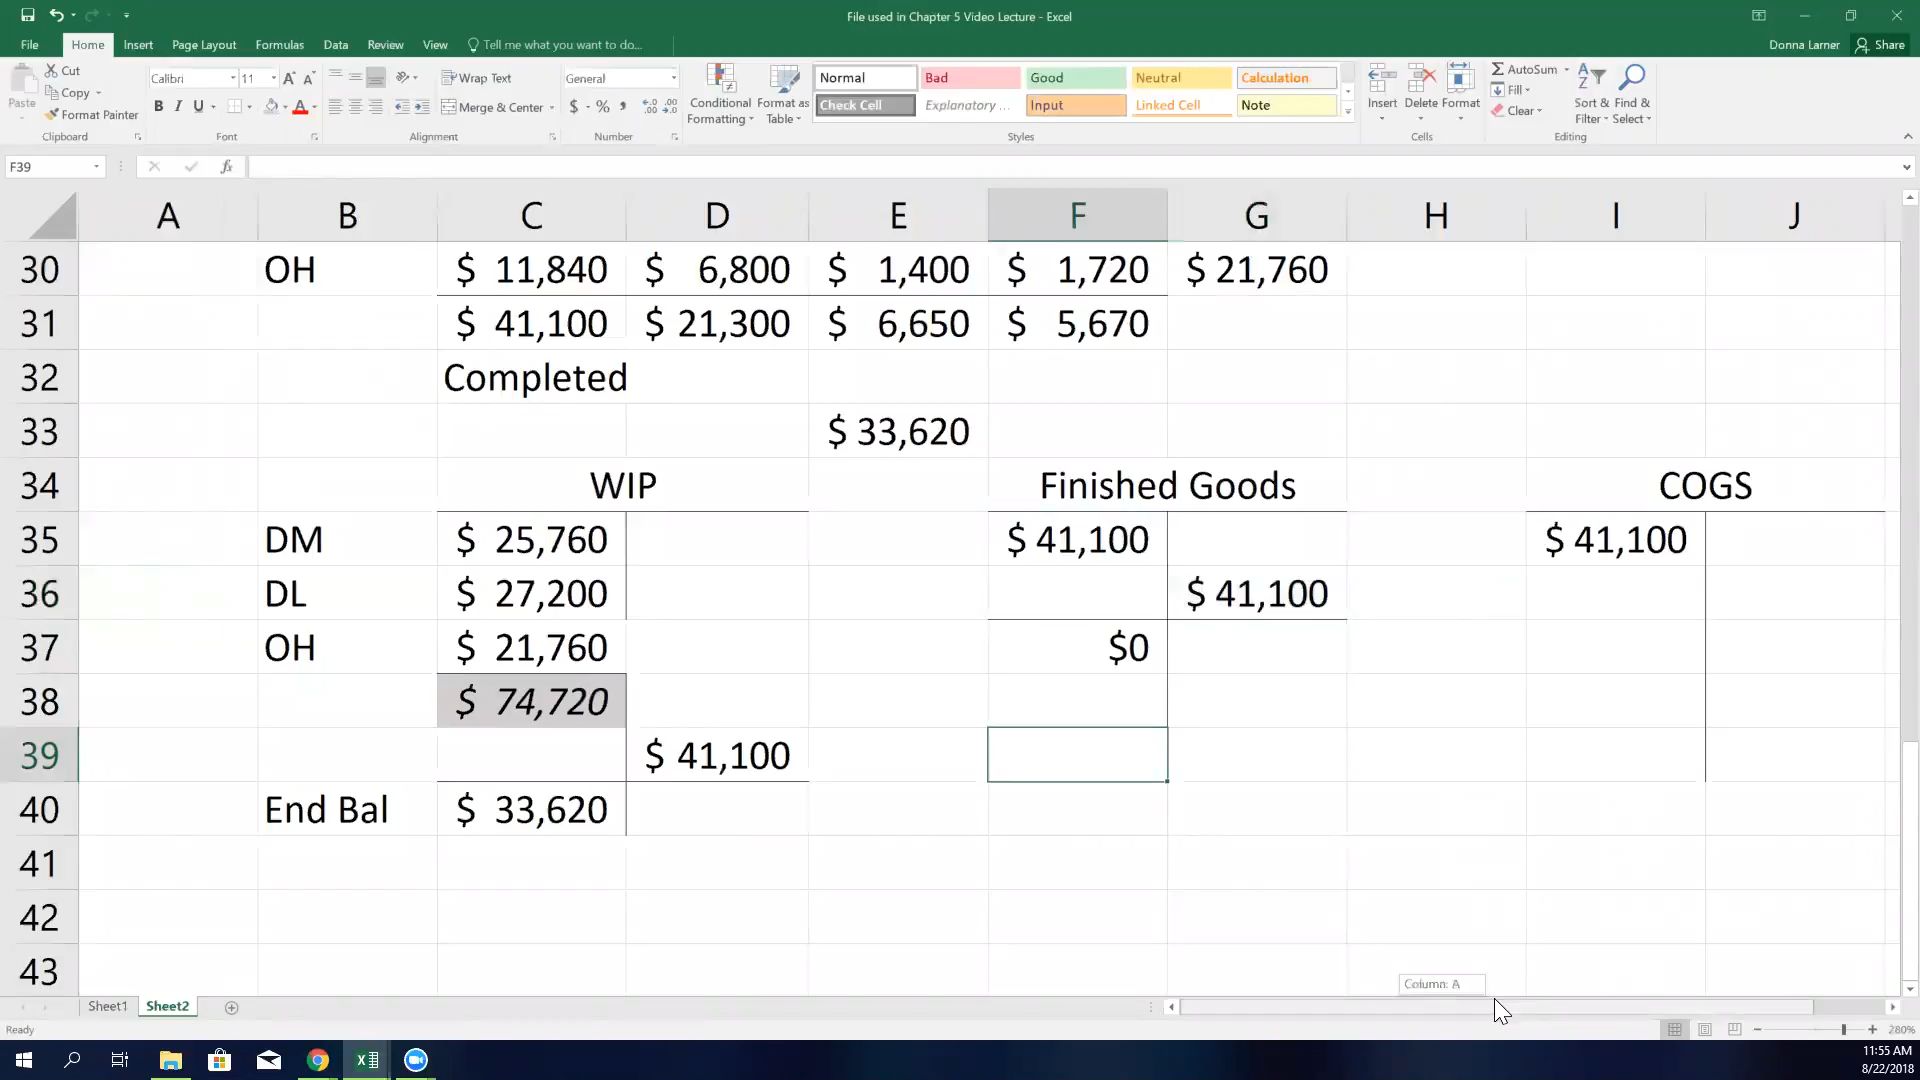 File used in Chapter 5 Video Lecture - Excel
File Home Insert Page Layout Formulas Data Review View Tell me what you want to do... Donna Larner Share
Paste
Cut
Copy
Format Painter
Clipboard
Calibri 11
B I U
Font
Wrap Text
Merge & Center
Alignment
General
$ % ,
Number
Conditional Formatting
Format as Table
Normal Bad Good Neutral Calculation
Check Cell Explanatory ... Input Linked Cell Note
Styles
Insert Delete Format
Cells
AutoSum
Fill
Clear
Sort & Filter
Find & Select
Editing
F39 fx
A B C D E F G H I J
30 OH $ 11,840 $ 6,800 $ 1,400 $ 1,720 $ 21,760
31 $ 41,100 $ 21,300 $ 6,650 $ 5,670
32 Completed
33 $ 33,620
34 WIP Finished Goods COGS
35 DM $ 25,760 $ 41,100 $ 41,100
36 DL $ 27,200 $ 41,100
37 OH $ 21,760 $0
38 $ 74,720
39 $ 41,100
40 End Bal $ 33,620
41
42
43
Column: A
Sheet1 Sheet2
Ready 280%
11:55 AM
8/22/2018